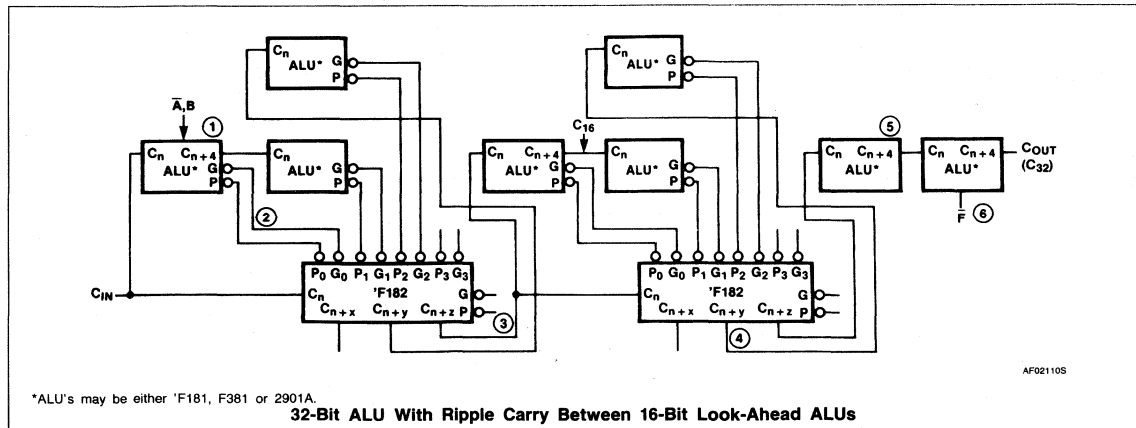 Cn ALU* G P
Cn ALU* G P
A̅,B ①
C16
⑤
Cn Cn+4 ALU* G P
Cn ALU* G P
Cn Cn+4 ALU* G P
Cn ALU* G P
Cn Cn+4 ALU*
Cn Cn+4 ALU*
COUT
(C32)
②
F̅ ⑥
P0 G0 P1 G1 P2 G2 P3 G3
P0 G0 P1 G1 P2 G2 P3 G3
CIN
Cn 'F182 G
Cn+x Cn+y Cn+z P
③
Cn 'F182 G
Cn+x Cn+y Cn+z P
④
AF02110S
*ALU's may be either 'F181, F381 or 2901A.
32-Bit ALU With Ripple Carry Between 16-Bit Look-Ahead ALUs